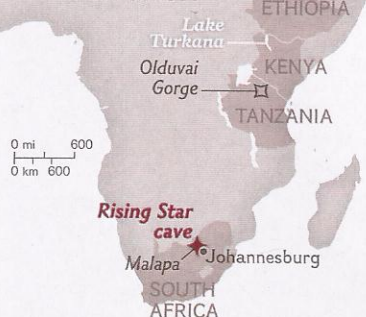 ETHIOPIA
Lake
Turkana
Olduvai
Gorge
KENYA
TANZANIA
0 mi 600
0 km 600
Rising Star
cave
Malapa
Johannesburg
SOUTH
AFRICA